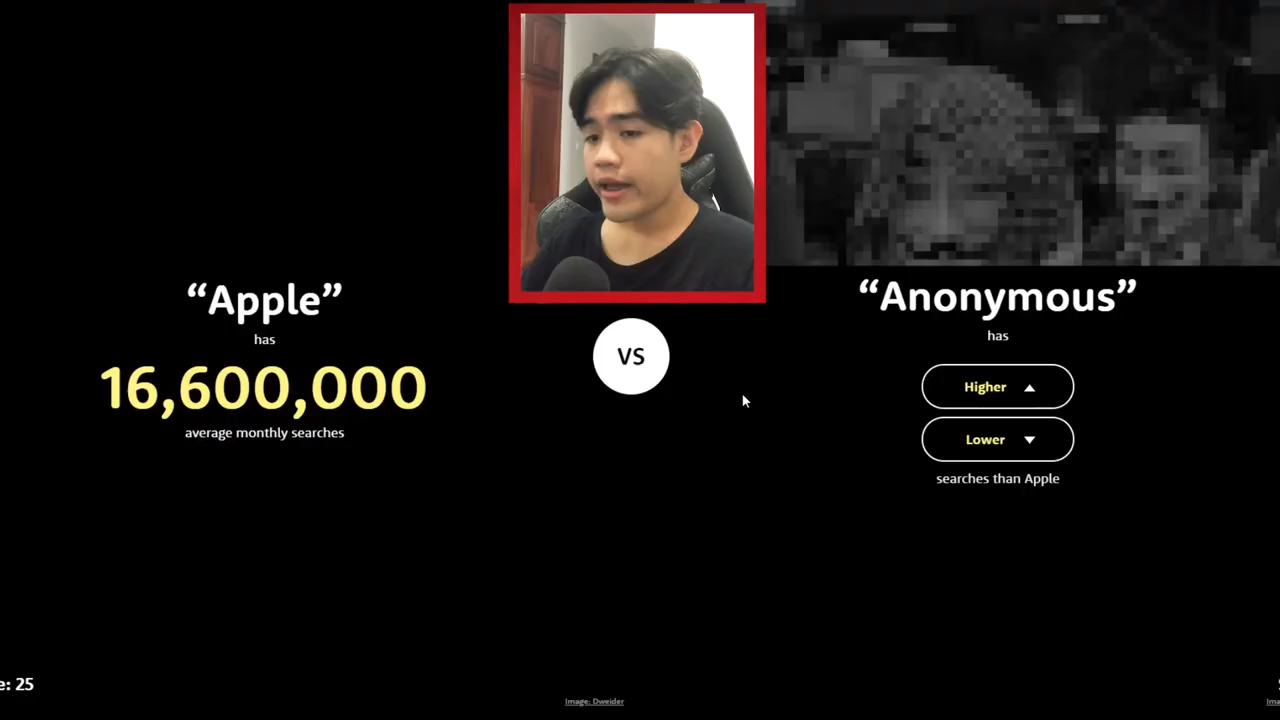 “Apple”
has
16,600,000
average monthly searches
VS
“Anonymous”
has
Higher
Lower
searches than Apple
e: 25
Image: Dweider
Ima